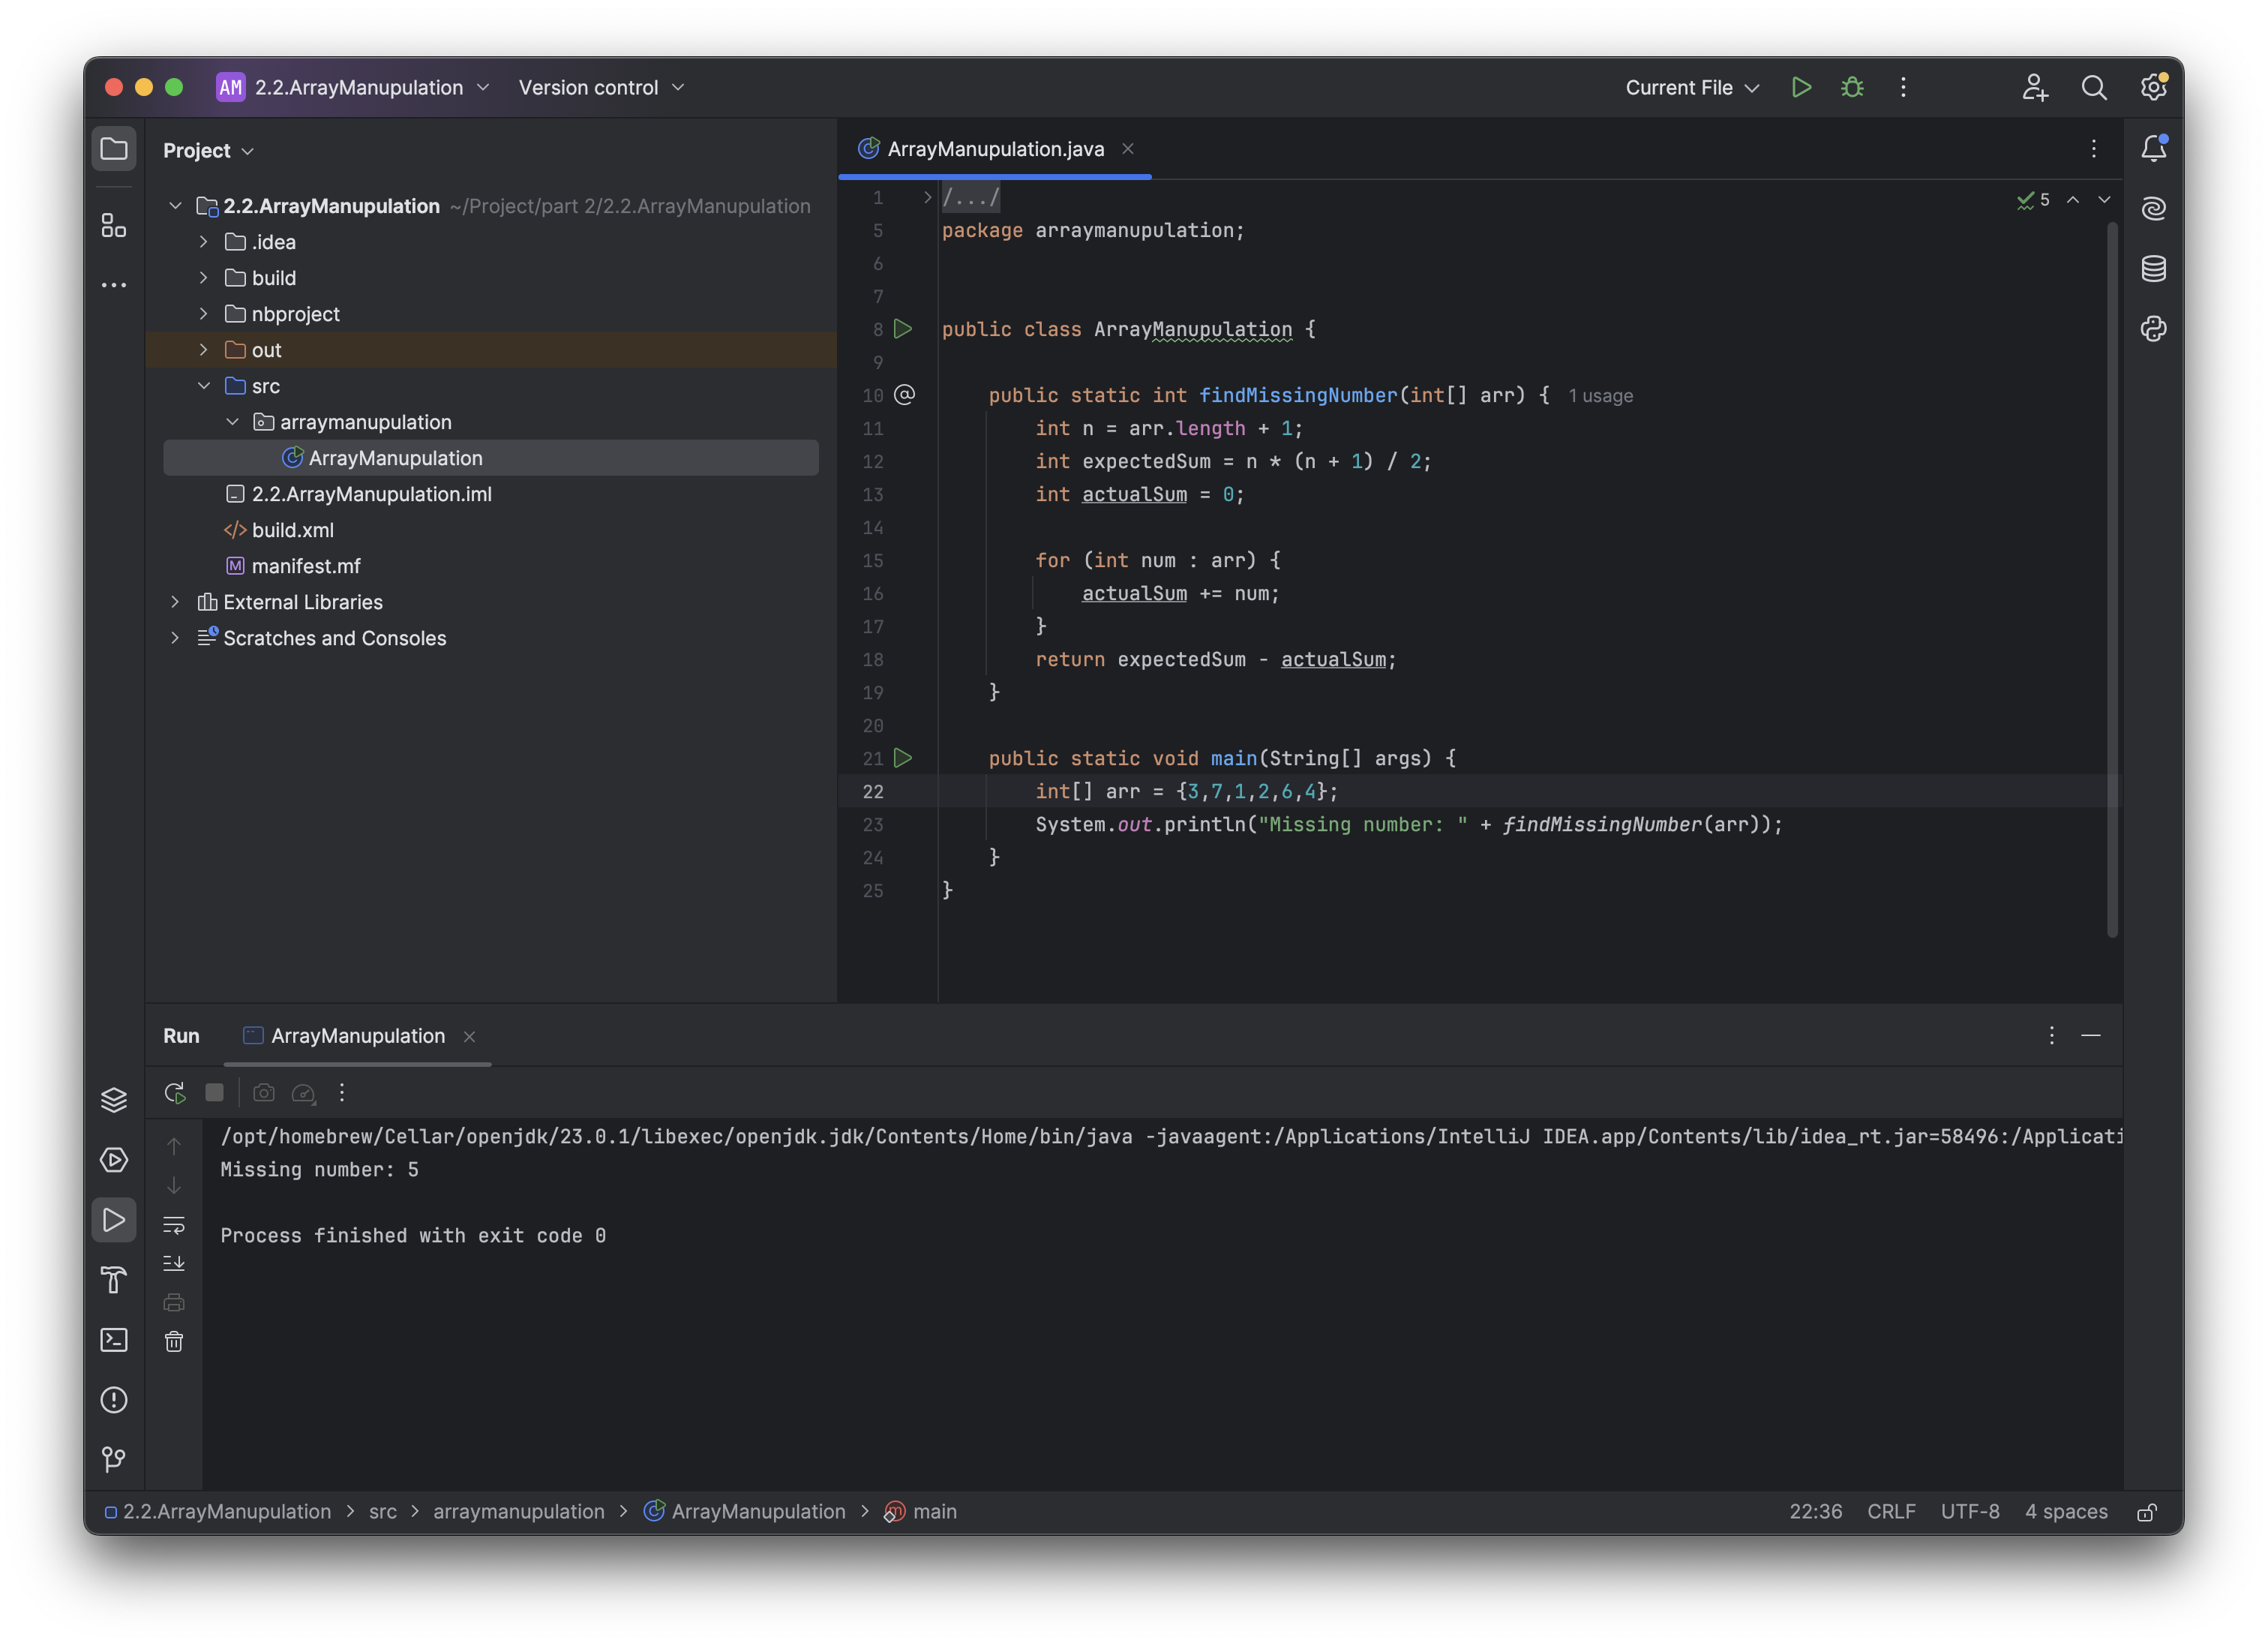 AM 2.2.ArrayManupulation Version control Current File
Project
2.2.ArrayManupulation ~/Project/part 2/2.2.ArrayManupulation
.idea
build
nbproject
out
src
arraymanupulation
ArrayManupulation
2.2.ArrayManupulation.iml
</> build.xml
M manifest.mf
External Libraries
Scratches and Consoles
ArrayManupulation.java
5
1 /.../
5 package arraymanupulation;
6
7
8 public class ArrayManupulation {
9
10 @ public static int findMissingNumber(int[] arr) { 1 usage
11 int n = arr.length + 1;
12 int expectedSum = n * (n + 1) / 2;
13 int actualSum = 0;
14
15 for (int num : arr) {
16 actualSum += num;
17 }
18 return expectedSum - actualSum;
19 }
20
21 public static void main(String[] args) {
22 int[] arr = {3,7,1,2,6,4};
23 System.out.println("Missing number: " + findMissingNumber(arr));
24 }
25 }
Run ArrayManupulation
/opt/homebrew/Cellar/openjdk/23.0.1/libexec/openjdk.jdk/Contents/Home/bin/java -javaagent:/Applications/IntelliJ IDEA.app/Contents/lib/idea_rt.jar=58496:/Applicati
Missing number: 5
Process finished with exit code 0
2.2.ArrayManupulation > src > arraymanupulation > ArrayManupulation > main 22:36 CRLF UTF-8 4 spaces